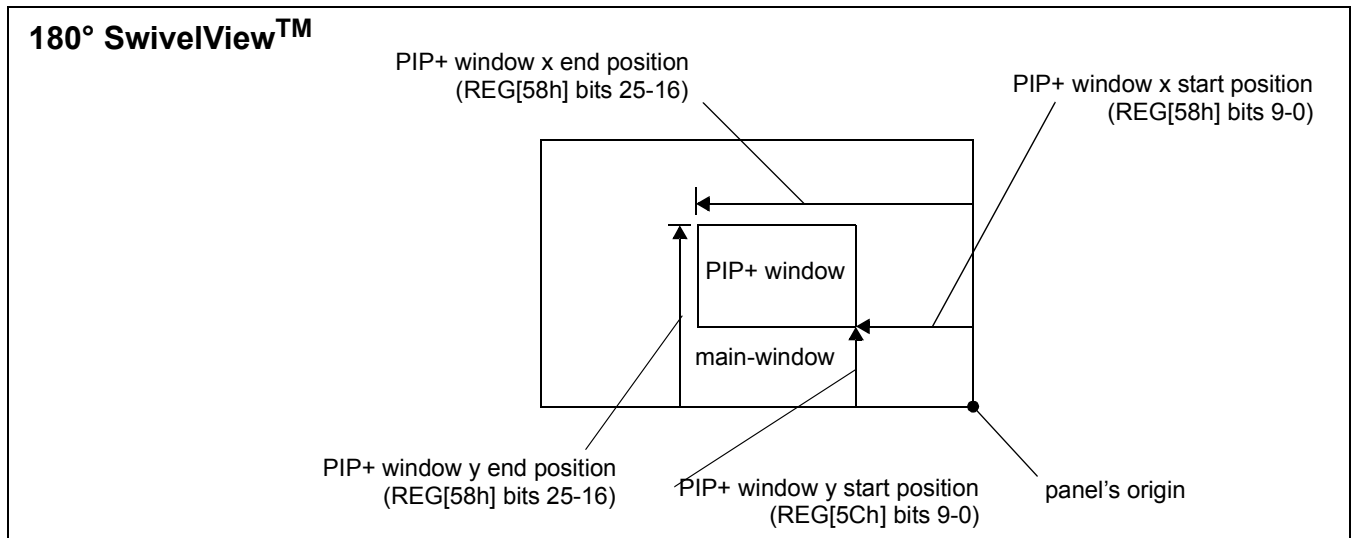 180° SwivelView™
PIP+ window x end position
(REG[58h] bits 25-16)
PIP+ window x start position
(REG[58h] bits 9-0)
PIP+ window
main-window
PIP+ window y end position
(REG[58h] bits 25-16)
PIP+ window y start position
(REG[5Ch] bits 9-0)
panel's origin